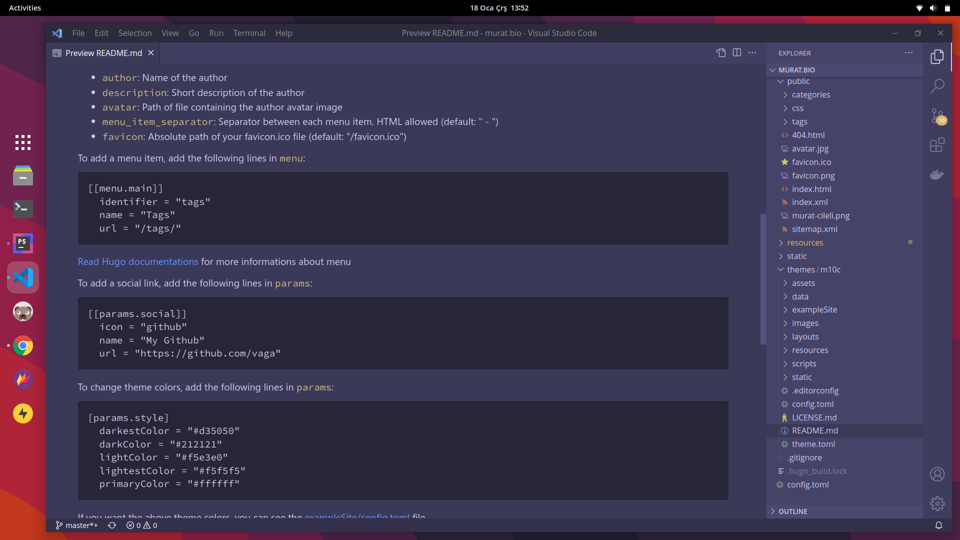 Activities
18 Oca Çrş 13:52
File Edit Selection View Go Run Terminal Help
Preview README.md - murat.bio - Visual Studio Code
Preview README.md
author: Name of the author
description: Short description of the author
avatar: Path of file containing the author avatar image
menu_item_separator: Separator between each menu item. HTML allowed (default: " - ")
favicon: Absolute path of your favicon.ico file (default: "/favicon.ico")
To add a menu item, add the following lines in menu:
[[menu.main]]
identifier = "tags"
name = "Tags"
url = "/tags/"
Read Hugo documentations for more informations about menu
To add a social link, add the following lines in params:
[[params.social]]
icon = "github"
name = "My Github"
url = "https://github.com/vaga"
To change theme colors, add the following lines in params:
[params.style]
darkestColor = "#d35050"
darkColor = "#212121"
lightColor = "#f5e3e0"
lightestColor = "#f5f5f5"
primaryColor = "#ffffff"
If you want the above theme colors, you can see the exampleSite/config.toml file.
EXPLORER
MURAT.BIO
public
categories
css
tags
404.html
avatar.jpg
favicon.ico
favicon.png
index.html
index.xml
murat-cileli.png
sitemap.xml
resources
static
themes / m10c
assets
data
exampleSite
images
layouts
resources
scripts
static
.editorconfig
config.toml
LICENSE.md
README.md
theme.toml
.gitignore
.hugo_build.lock
config.toml
OUTLINE
10
PS
master*+
0 0